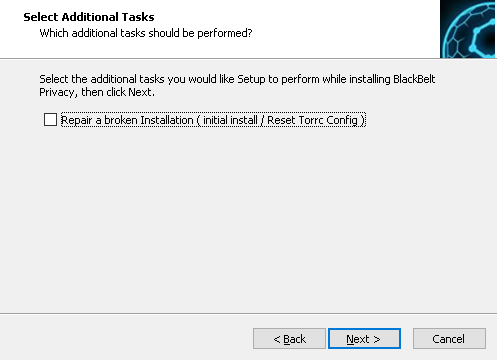 Select Additional Tasks
Which additional tasks should be performed?
Select the additional tasks you would like Setup to perform while installing BlackBelt
Privacy, then click Next.
Repair a broken Installation ( initial install / Reset Torrc Config )
< Back
Next >
Cancel